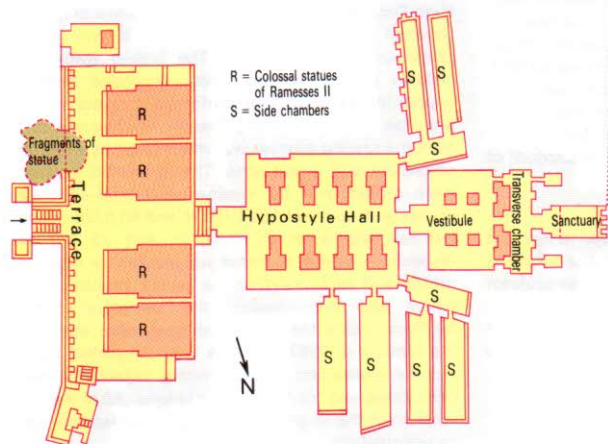 R = Colossal statues
of Ramesses II
S = Side chambers
R
R
R
R
Fragments of
statue
Terrace
Hypostyle Hall
Vestibule
Transverse chamber
Sanctuary
S
S
S
S
S
S
S
S
N